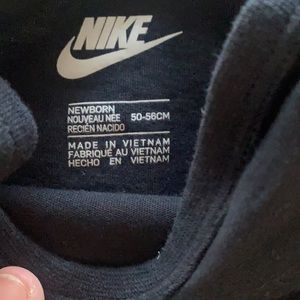 NIKE
NEWBORN
NOUVEAU NÉE 50-56CM
RECIÉN NACIDO
MADE IN VIETNAM
FABRIQUÉ AU VIETNAM
HECHO EN VIETNAM